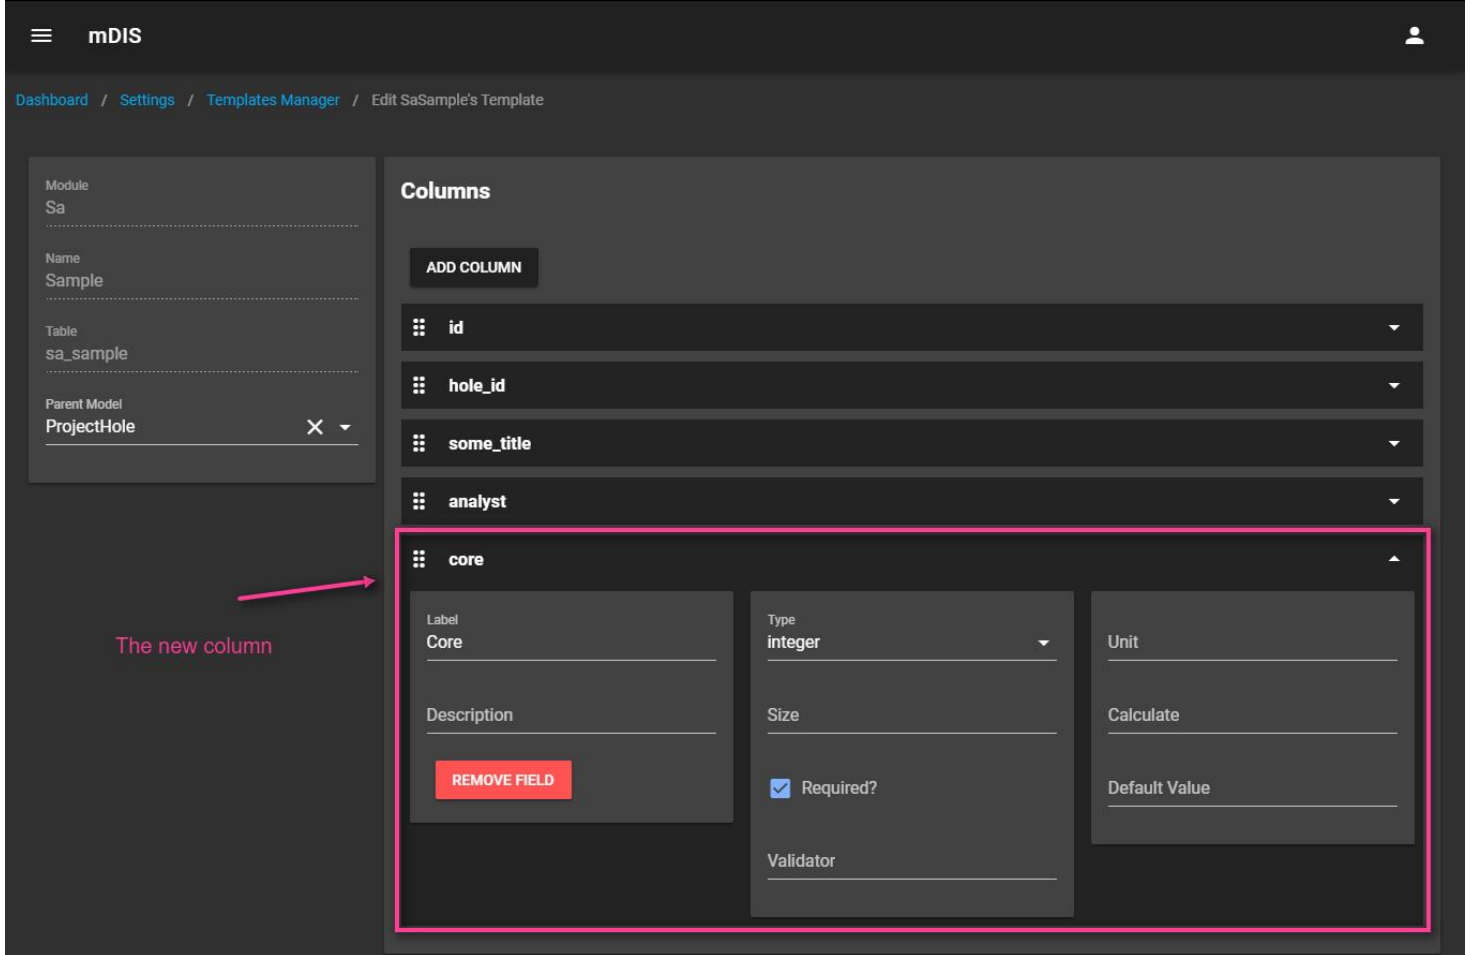 mDIS
Dashboard / Settings / Templates Manager / Edit SaSample's Template
Module
Sa
Name
Sample
Table
sa_sample
Parent Model
ProjectHole
Columns
ADD COLUMN
id
hole_id
some_title
analyst
core
The new column
Label
Core
Description
REMOVE FIELD
Type
integer
Size
Required?
Validator
Unit
Calculate
Default Value